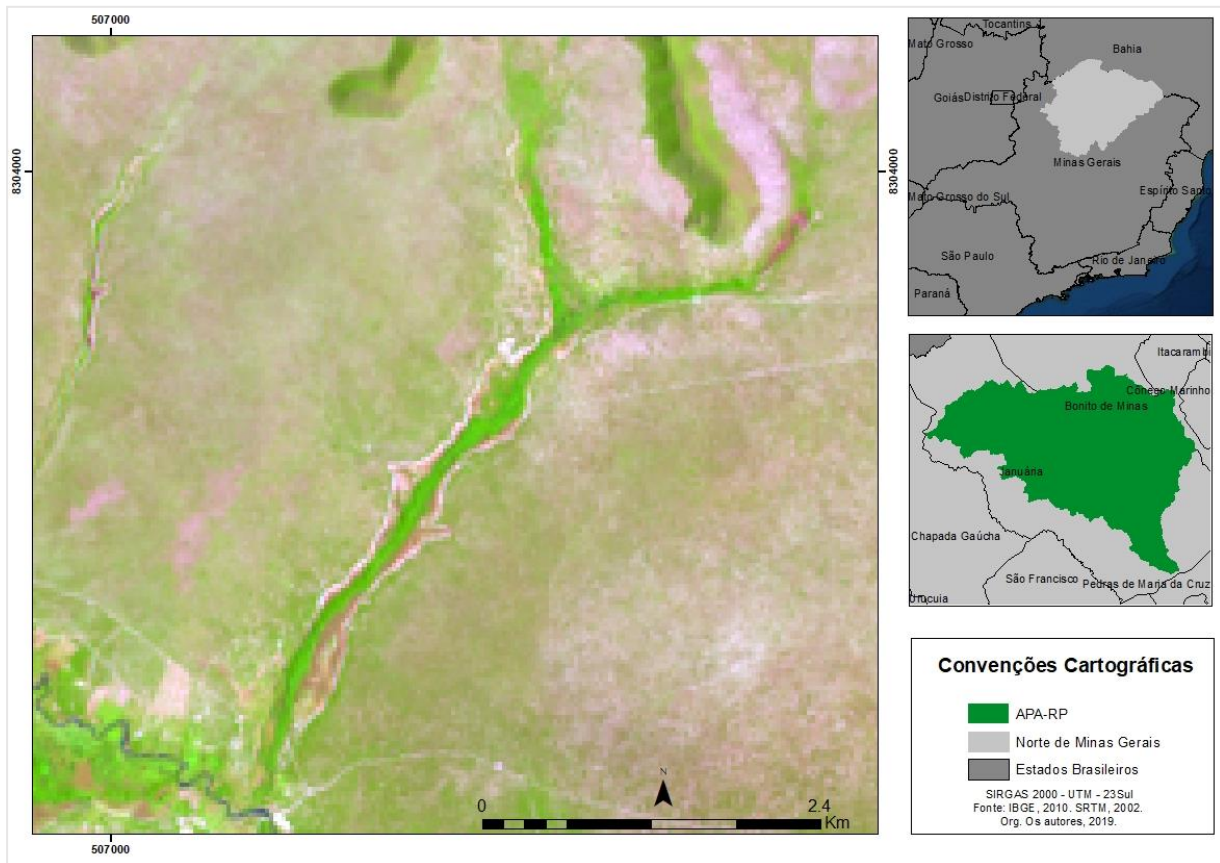 507000
8304000
8304000
507000
N
0
2.4
Km
Tocantins
Mato Grosso
Bahia
Goiás
Distrito Federal
Minas Gerais
Mato Grosso do Sul
Espírito Santo
São Paulo
Rio de Janeiro
Paraná
Itacarambi
Cônego Marinho
Bonito de Minas
Januária
Chapada Gaúcha
São Francisco
Pedras de Maria da Cruz
Urucuia
Convenções Cartográficas
APA-RP
Norte de Minas Gerais
Estados Brasileiros
SIRGAS 2000 - UTM - 23Sul
Fonte: IBGE, 2010. SRTM, 2002.
Org. Os autores, 2019.